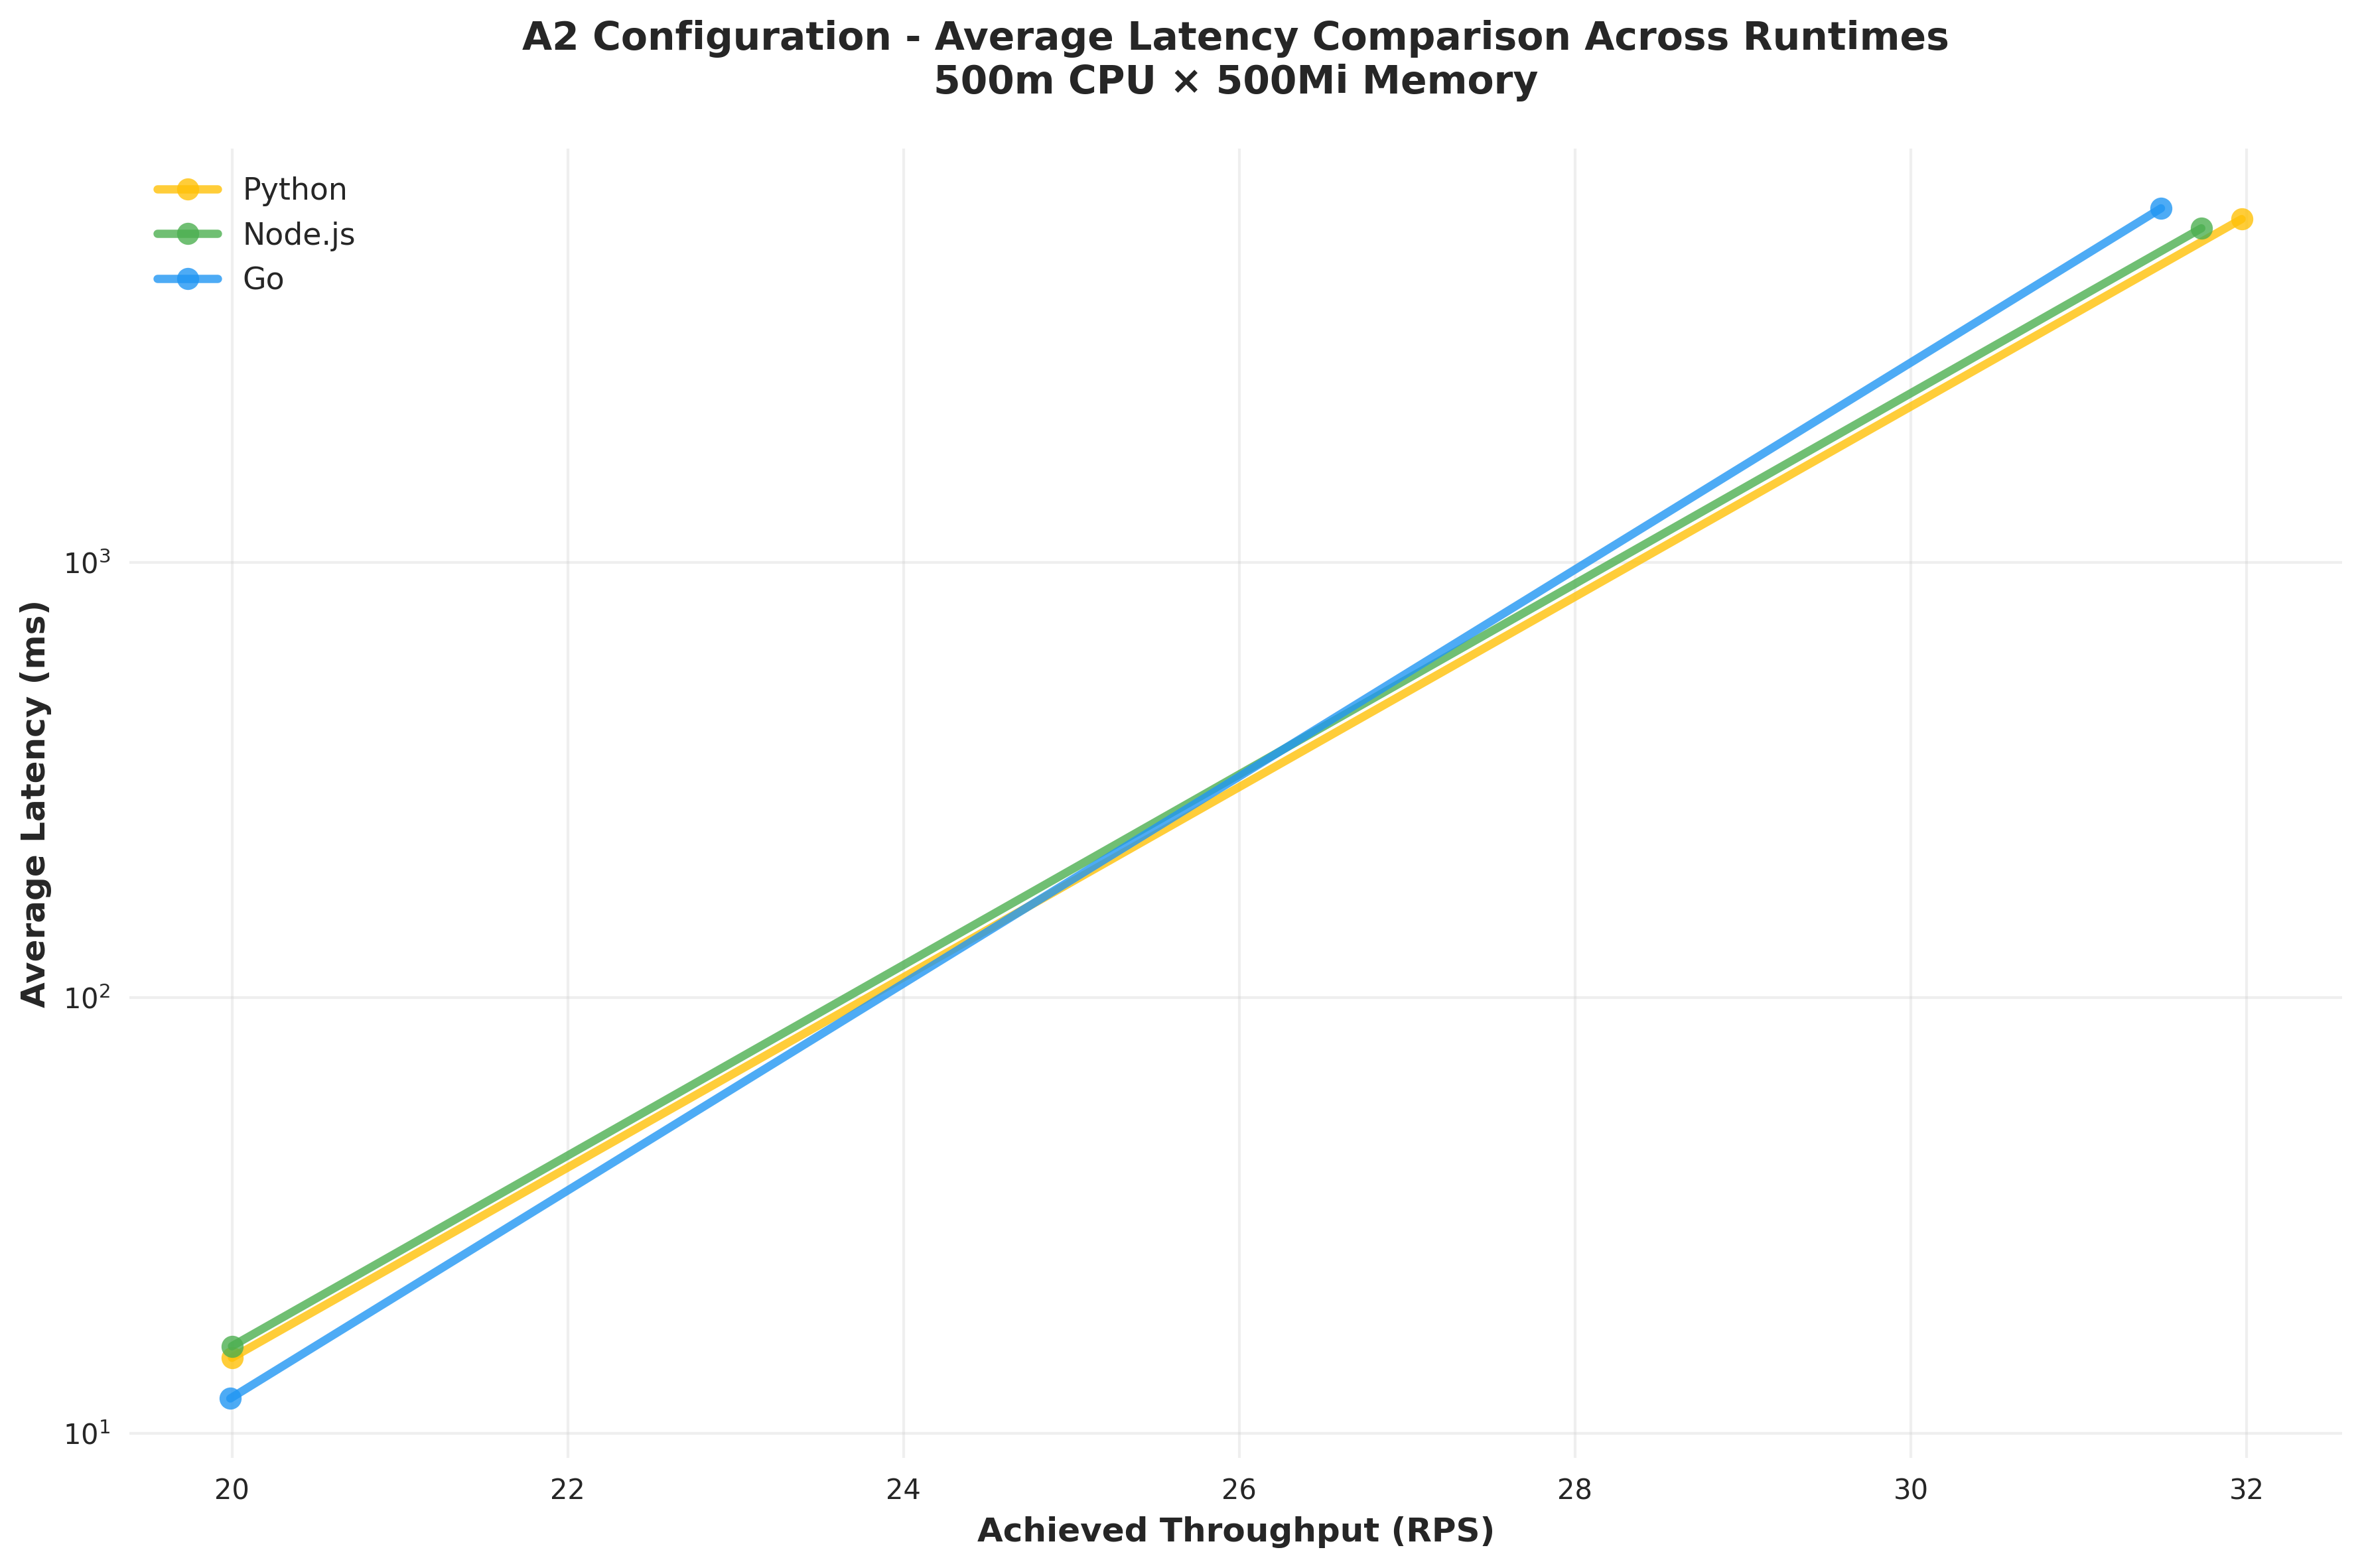 A2 Configuration - Average Latency Comparison Across Runtimes
500m CPU × 500Mi Memory
Python
Node.js
Go
Average Latency (ms)
10³
10²
10¹
20 22 24 26 28 30 32
Achieved Throughput (RPS)